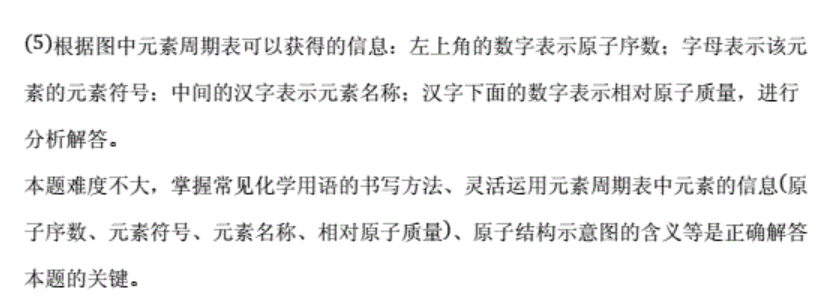 (5)根据图中元素周期表可以获得的信息：左上角的数字表示原子序数；字母表示该元
素的元素符号；中间的汉字表示元素名称；汉字下面的数字表示相对原子质量，进行
分析解答。
本题难度不大，掌握常见化学用语的书写方法、灵活运用元素周期表中元素的信息(原
子序数、元素符号、元素名称、相对原子质量)、原子结构示意图的含义等是正确解答
本题的关键。